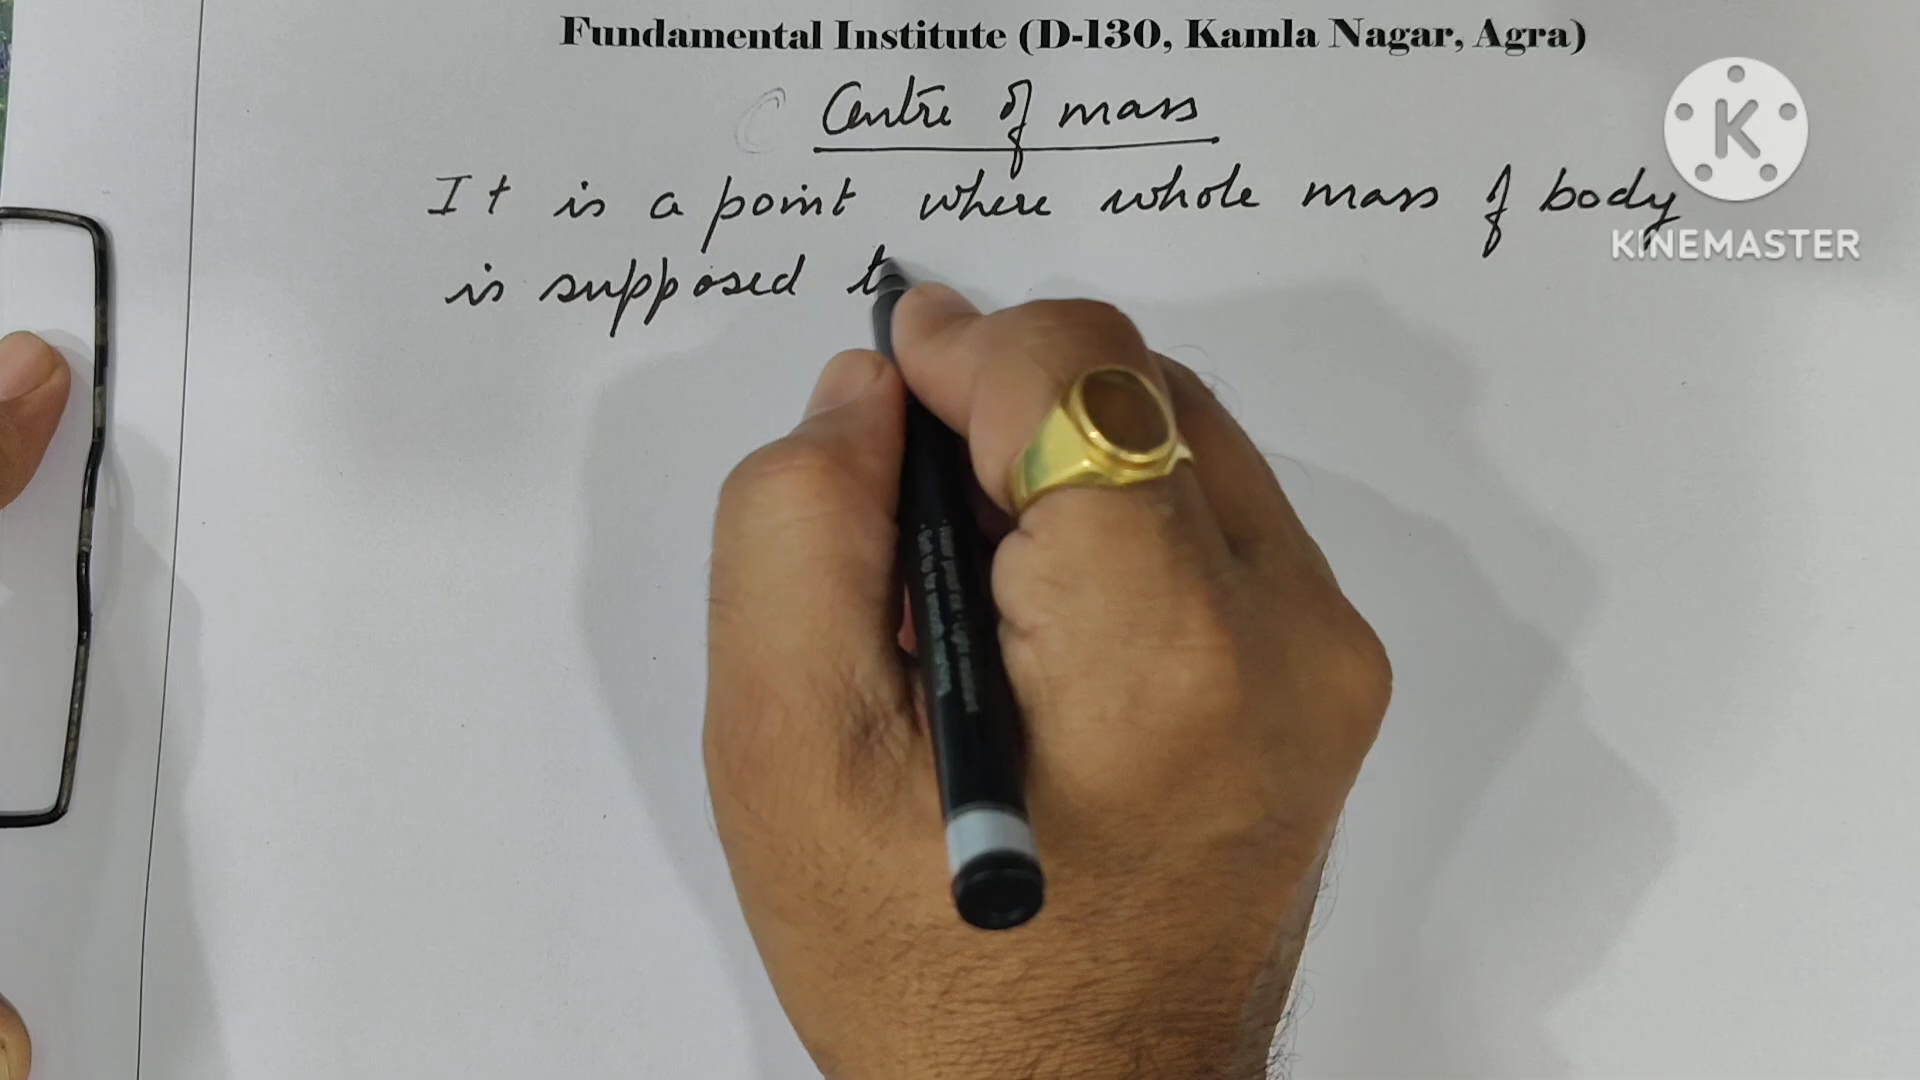 Fundamental Institute (D-130, Kamla Nagar, Agra)
Centre of mass
It is a point where whole mass of body
is supposed t
K
KINEMASTER